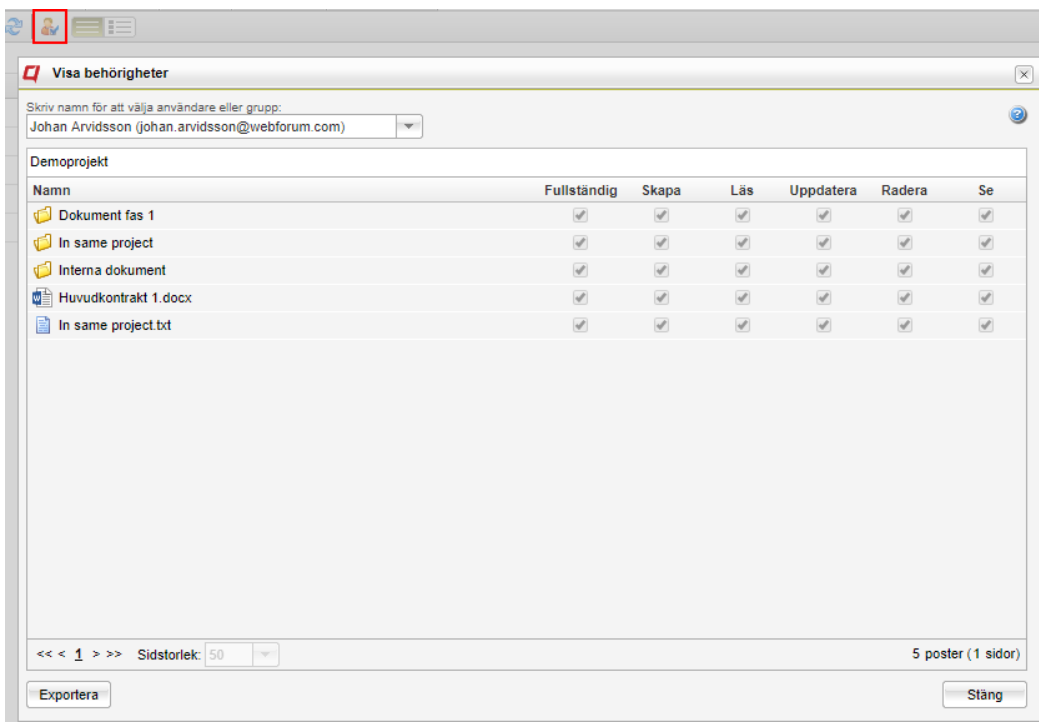 Visa behörigheter
Skriv namn för att välja användare eller grupp:
Johan Arvidsson (johan.arvidsson@webforum.com)
Demoprojekt
Namn Fullständig Skapa Läs Uppdatera Radera Se
Dokument fas 1
In same project
Interna dokument
Huvudkontrakt 1.docx
In same project.txt
<< < 1 > >> Sidstorlek: 50 5 poster (1 sidor)
Exportera Stäng